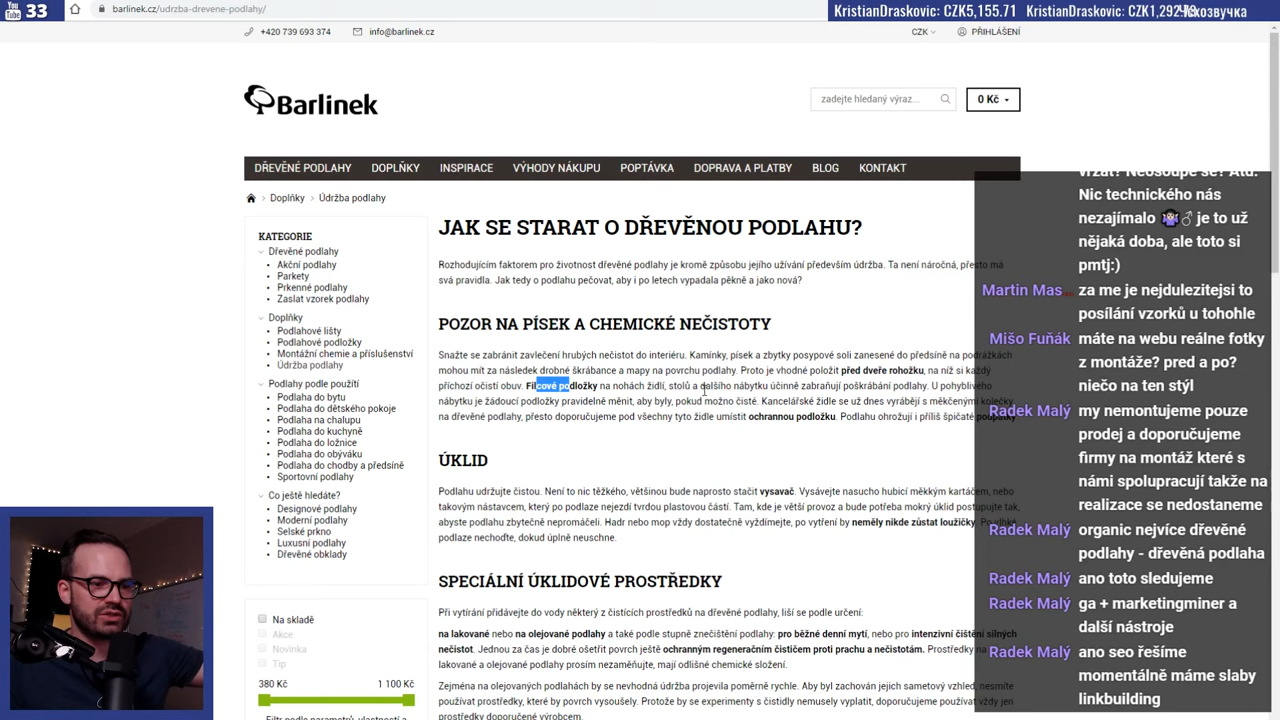 You Tube 33
barlinek.cz/udrzba-drevene-podlahy/
KristianDraskovic: CZK5,155.71
+420 739 693 374
info@barlinek.cz
CZK
PŘIHLÁŠENÍ
Barlinek
zadejte hledaný výraz...
0 Kč
DŘEVĚNÉ PODLAHY DOPLŇKY INSPIRACE VÝHODY NÁKUPU POPTÁVKA DOPRAVA A PLATBY BLOG KONTAKT
Doplňky > Údržba podlahy
KATEGORIE
Dřevěné podlahy
Akční podlahy
Parkety
Prkenné podlahy
Zaslat vzorek podlahy
Doplňky
Podlahové lišty
Podlahové podložky
Montážní chemie a příslušenství
Údržba podlahy
Podlahy podle použití
Podlaha do bytu
Podlaha do dětského pokoje
Podlaha na chalupu
Podlaha do kuchyně
Podlaha do ložnice
Podlaha do obýváku
Podlaha do chodby a předsíně
Sportovní podlahy
Co ještě hledáte?
Designové podlahy
Moderní podlahy
Selské prkno
Luxusní podlahy
Dřevěné obklady
Na skladě
Akce
Novinka
Tip
380 Kč 1 100 Kč
JAK SE STARAT O DŘEVĚNOU PODLAHU?
Rozhodujícím faktorem pro životnost dřevěné podlahy je kromě způsobu jejího užívání především údržba. Ta není náročná, přesto má
svá pravidla. Jak tedy o podlahu pečovat, aby i po letech vypadala pěkně a jako nová?
POZOR NA PÍSEK A CHEMICKÉ NEČISTOTY
Snažte se zabránit zavlečení hrubých nečistot do interiéru. Kamínky, písek a zbytky posypové soli zanesené do předsíně na podrážkách
mohou mít za následek drobné škrábance a mapy na povrchu podlahy. Proto je vhodné položit před dveře rohožku, na níž si každý
příchozí očistí obuv. Filcové podložky na nohách židlí, stolů a dalšího nábytku účinně zabraňují poškrábání podlahy. U pohyblivého
nábytku je žádoucí podložky pravidelně měnit, aby byly, pokud možno čisté. Kancelářské židle se už dnes vyrábějí s měkčenými kolečky
na dřevěné podlahy, přesto doporučujeme pod všechny tyto židle umístit ochrannou podložku. Podlahu ohrožují i příliš špičaté
ÚKLID
Podlahu udržujte čistou. Není to nic těžkého, většinou bude naprosto stačit vysavač. Vysávejte nasucho hubicí měkkým kartáčem, nebo
takovým nástavcem, který po podlaze nejezdí tvrdou plastovou částí. Tam, kde je větší provoz a bude potřeba mokrý úklid postupujte tak,
abyste podlahu zbytečně nepromáčeli. Hadr nebo mop vždy dostatečně vyždímejte, po vytření by neměly nikde zůstat loužičky. Po vlhké
podlaze nechoďte, dokud úplně neuschne.
SPECIÁLNÍ ÚKLIDOVÉ PROSTŘEDKY
Při vytírání přidávejte do vody některý z čistících prostředků na dřevěné podlahy, liší se podle určení:
na lakované nebo na olejované podlahy a také podle stupně znečištění podlahy: pro běžné denní mytí, nebo pro intenzivní čištění silných
nečistot. Jednou za čas je dobré ošetřit povrch ještě ochranným regeneračním čističem proti prachu a nečistotám. Prostředky na
lakované a olejované podlahy prosím nezaměňujte, mají odlišné chemické složení.
Zejména na olejovaných podlahách by se nevhodná údržba projevila poměrně rychle. Aby byl zachován jejich sametový vzhled, nesmíte
používat prostředky, které by povrch vysušely. Protože by se experimenty s čistidly nemusely vyplatit, doporučujeme používat vždy jen
prostředky doporučené výrobcem.
vrzat? Neošoupe se? Atd.
Nic technického nás
nezajímalo 🤷🏻‍♂️ je to už
nějaká doba, ale toto si
pmtj:)
Martin Mas za me je nejdulezitejsi to
posílání vzorků u tohohle
Mišo Fuňák máte na webu reálne fotky
z montáže? pred a po?
niečo na ten štýl
Radek Malý my nemontujeme pouze
prodej a doporučujeme
firmy na montáž které s
námi spolupracují takže na
realizace se nedostaneme
Radek Malý organic nejvíce dřevěné
podlahy - dřevěná podlaha
Radek Malý ano toto sledujeme
Radek Malý ga + marketingminer a
další nástroje
Radek Malý ano seo řešíme
momentálně máme slaby
linkbuilding